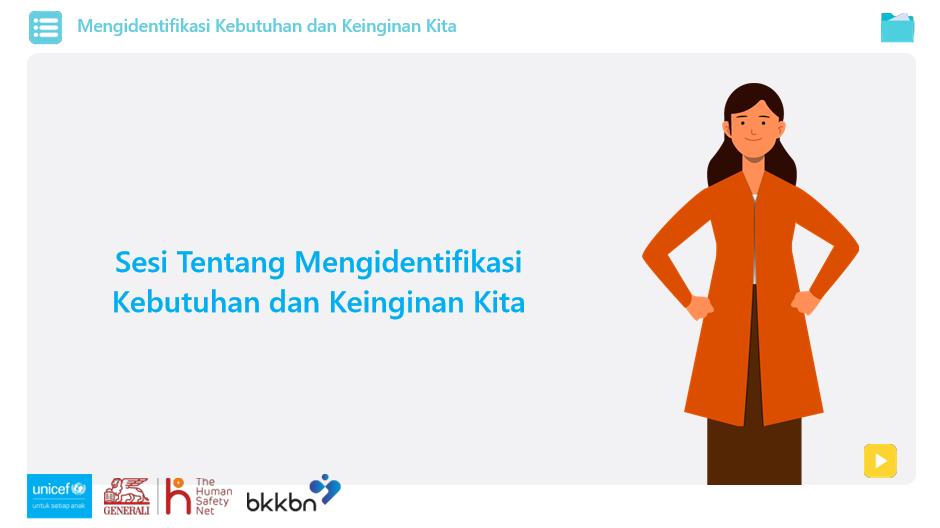 Mengidentifikasi Kebutuhan dan Keinginan Kita
Sesi Tentang Mengidentifikasi
Kebutuhan dan Keinginan Kita
unicef
untuk setiap anak
GENERALI
The
Human
Safety
Net
bkkbn